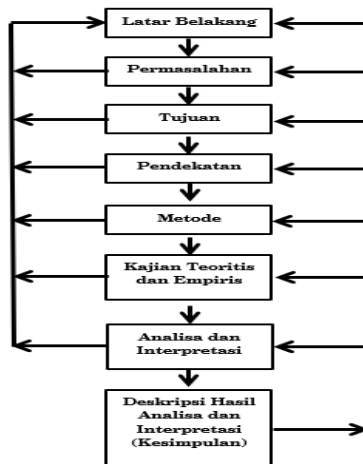 Latar Belakang
Permasalahan
Tujuan
Pendekatan
Metode
Kajian Teoritis
dan Empiris
Analisa dan
Interpretasi
Deskripsi Hasil
Analisa dan
Interpretasi
(Kesimpulan)